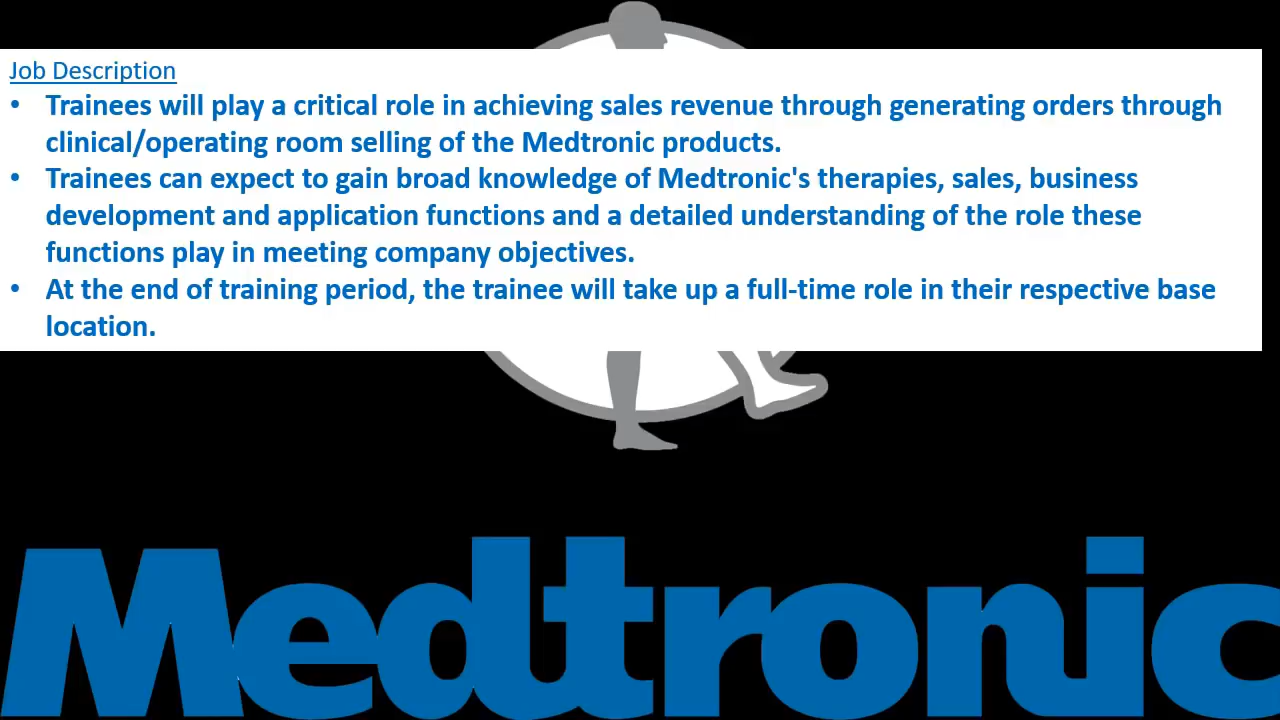 Job Description
• Trainees will play a critical role in achieving sales revenue through generating orders through
clinical/operating room selling of the Medtronic products.
• Trainees can expect to gain broad knowledge of Medtronic's therapies, sales, business
development and application functions and a detailed understanding of the role these
functions play in meeting company objectives.
• At the end of training period, the trainee will take up a full-time role in their respective base
location.
Medtronic